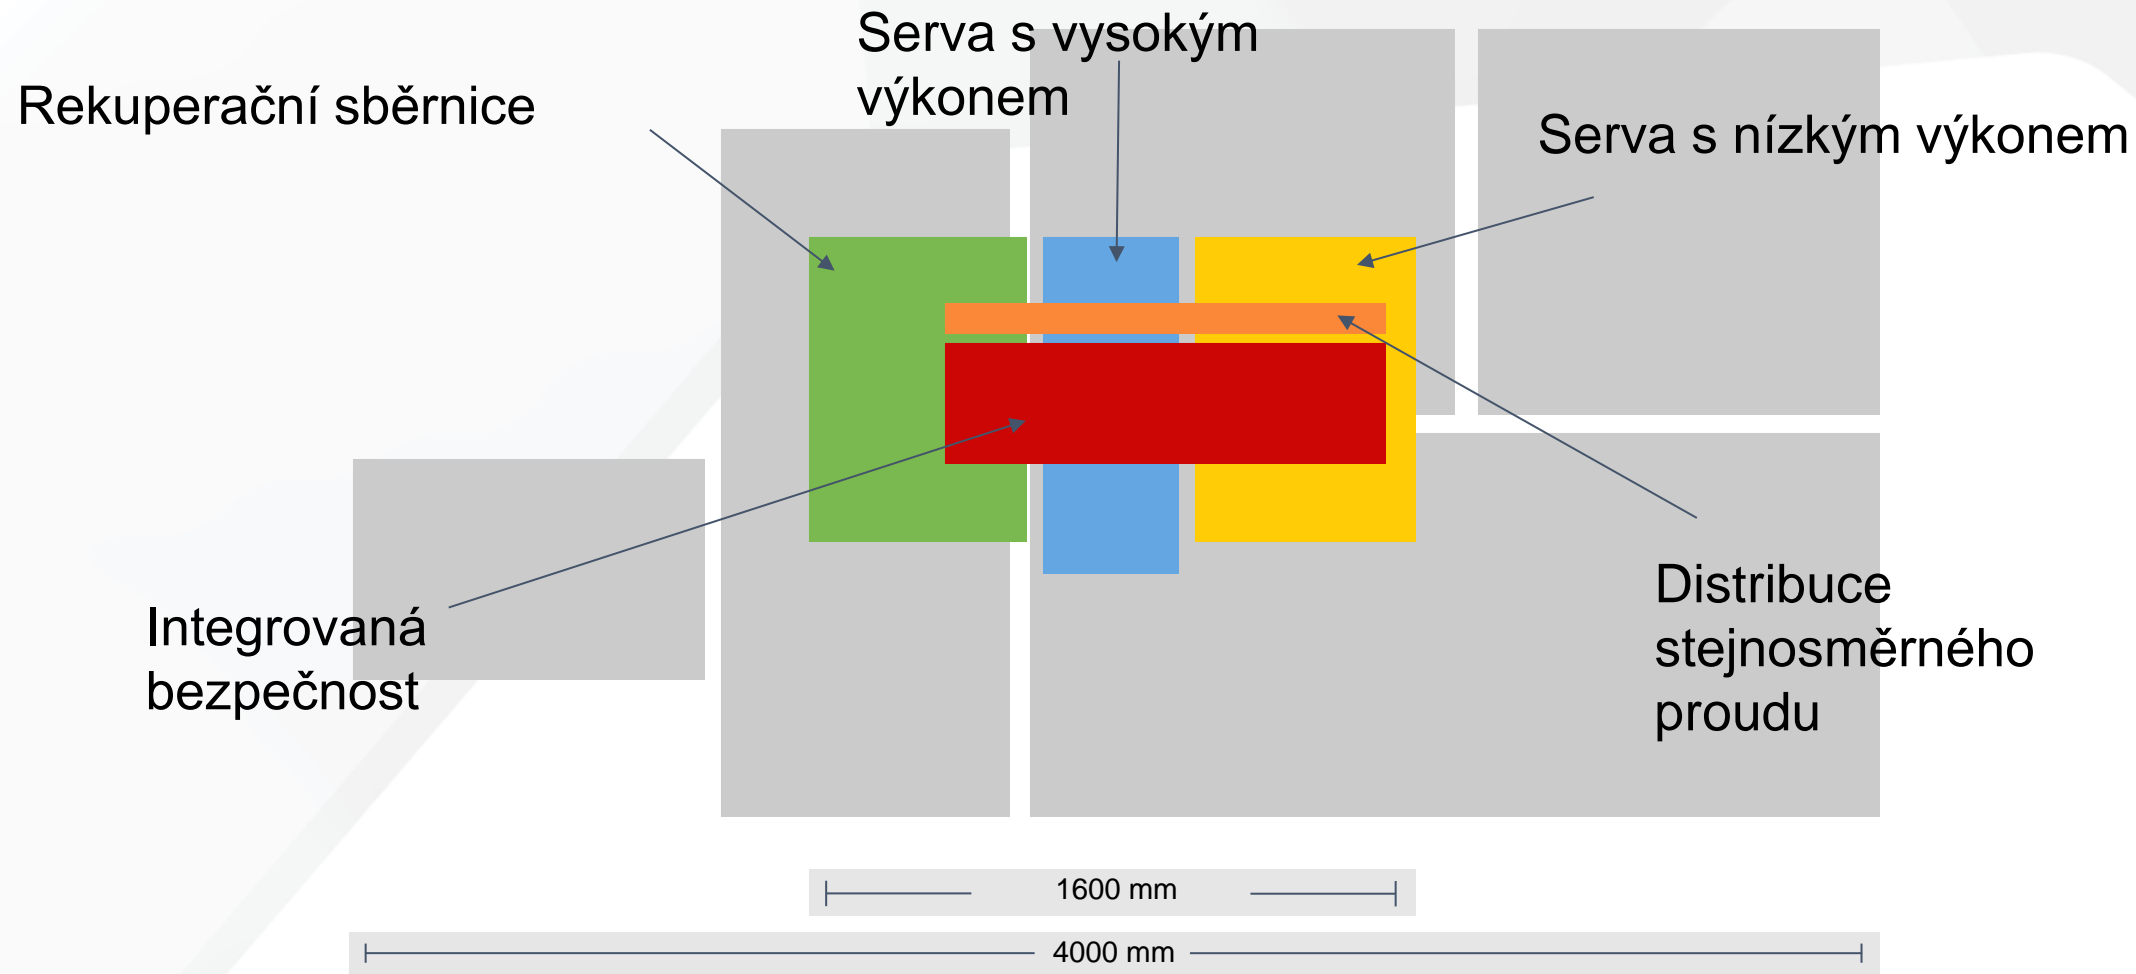 Serva s vysokým
výkonem
Rekuperační sběrnice
Serva s nízkým výkonem
Integrovaná
bezpečnost
Distribuce
stejnosměrného
proudu
1600 mm
4000 mm